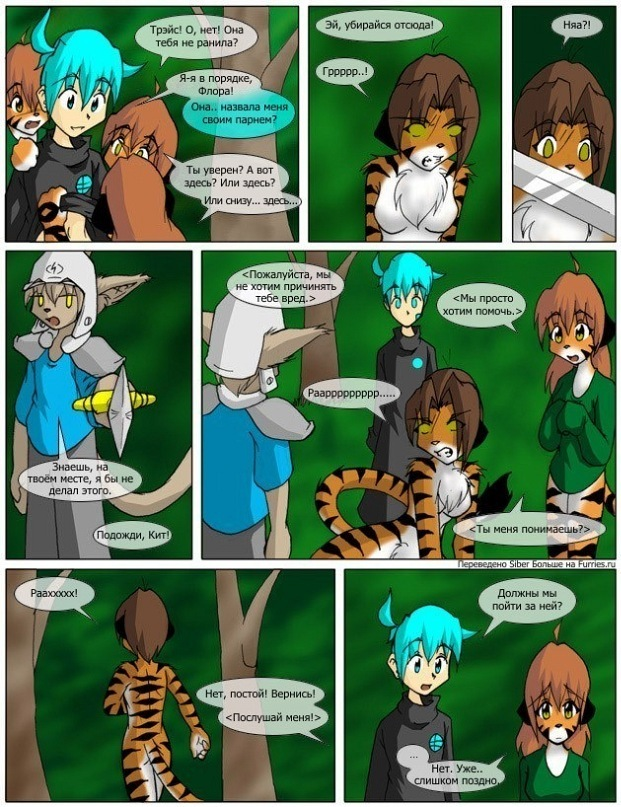 Трэйс! О, нет! Она
тебя не ранила?
Я-я в порядке,
Флора!
Она.. назвала меня
своим парнем?
Ты уверен? А вот
здесь? Или здесь?
Или снизу... здесь...
Эй, убирайся отсюда!
Гррррр..!
Няа?!
Знаешь, на
твоём месте, я бы не
делал этого.
Подожди, Кит!
<Пожалуйста, мы
не хотим причинять
тебе вред.>
<Мы просто
хотим помочь.>
Раарррррррррр.....
<Ты меня понимаешь?>
Переведено Siber Больше на Furries.ru
Рааххххх!
Нет, постой! Вернись!
<Послушай меня!>
Должны мы
пойти за ней?
...
Нет. Уже..
слишком поздно.